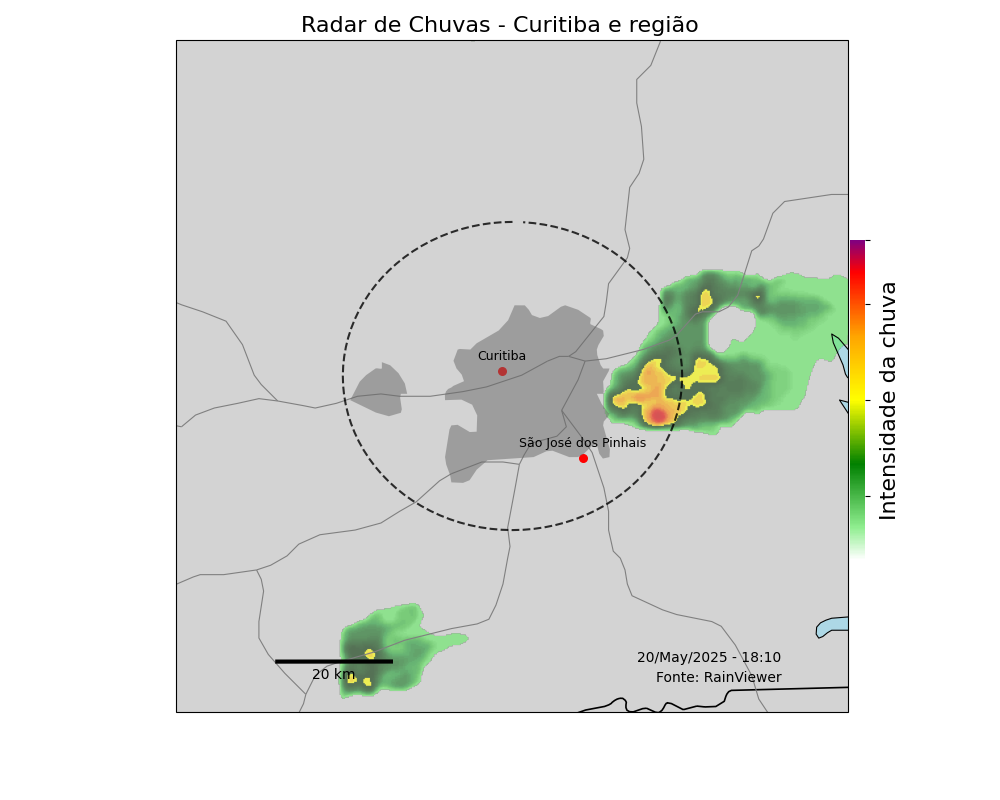 Radar de Chuvas - Curitiba e região
Curitiba
São José dos Pinhais
Intensidade da chuva
20 km
20/May/2025 - 18:10
Fonte: RainViewer